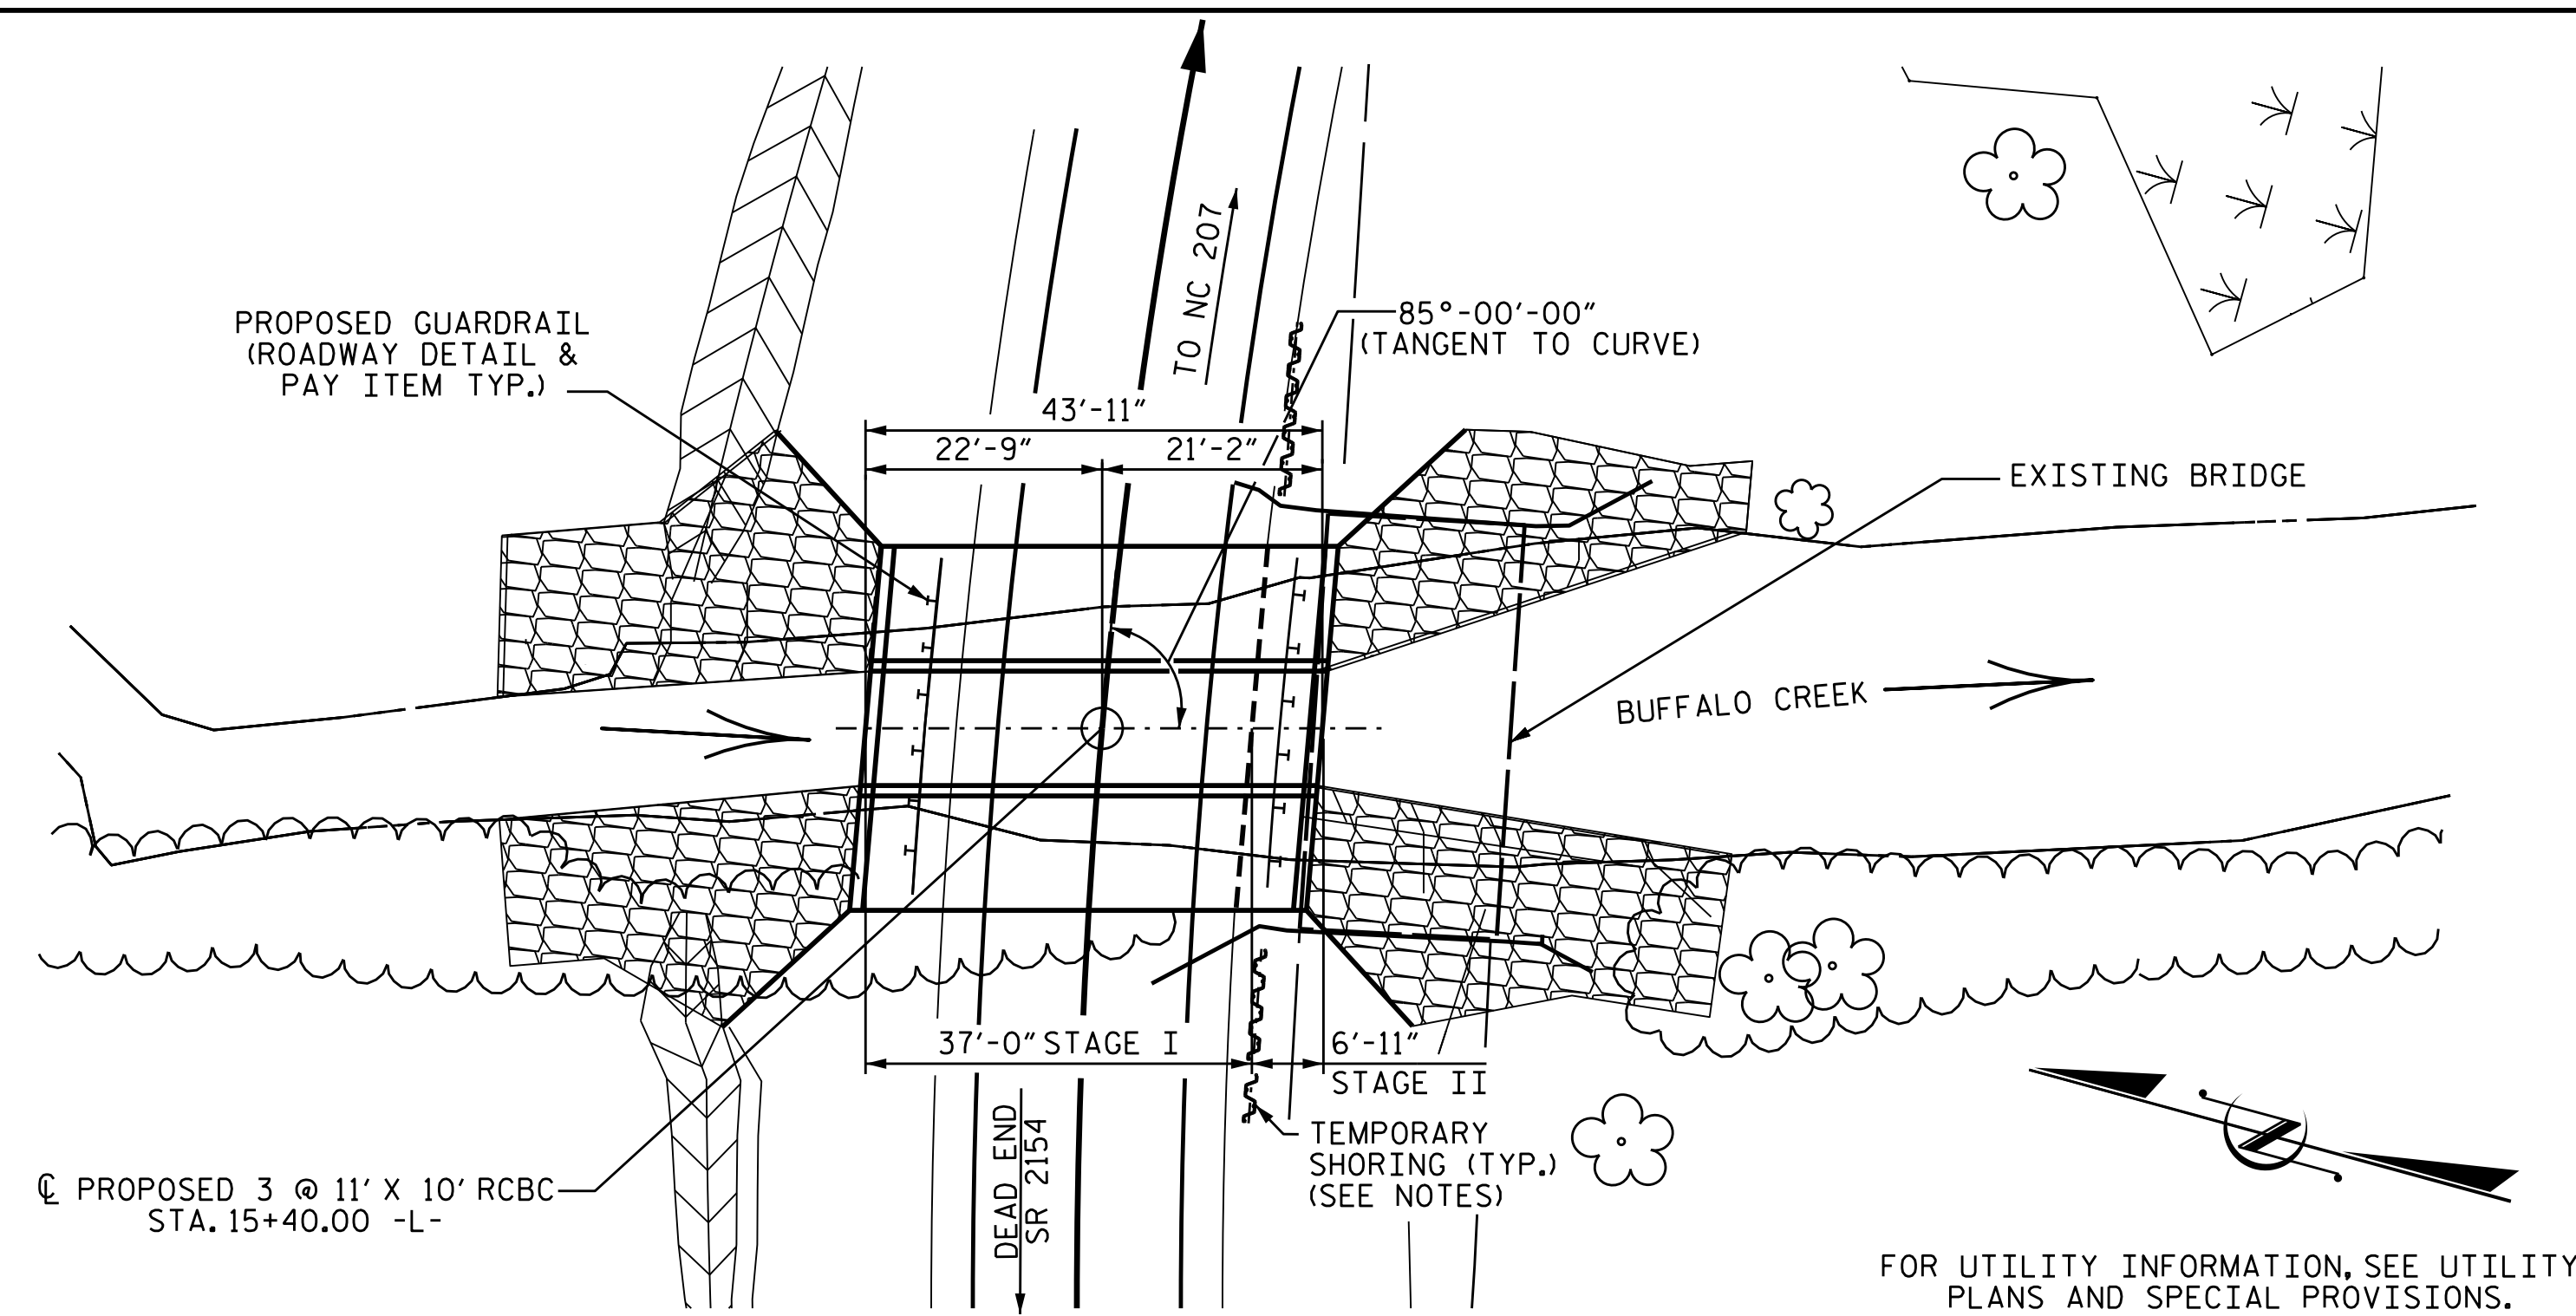 TO NC 207
PROPOSED GUARDRAIL
(ROADWAY DETAIL &
PAY ITEM TYP.)
85°-00'-00"
(TANGENT TO CURVE)
43'-11"
22'-9"
21'-2"
EXISTING BRIDGE
BUFFALO CREEK
37'-0" STAGE I
6'-11"
STAGE II
DEAD END
SR 2154
TEMPORARY
SHORING (TYP.)
(SEE NOTES)
℄ PROPOSED 3 @ 11' X 10' RCBC
STA. 15+40.00 -L-
FOR UTILITY INFORMATION, SEE UTILITY
PLANS AND SPECIAL PROVISIONS.